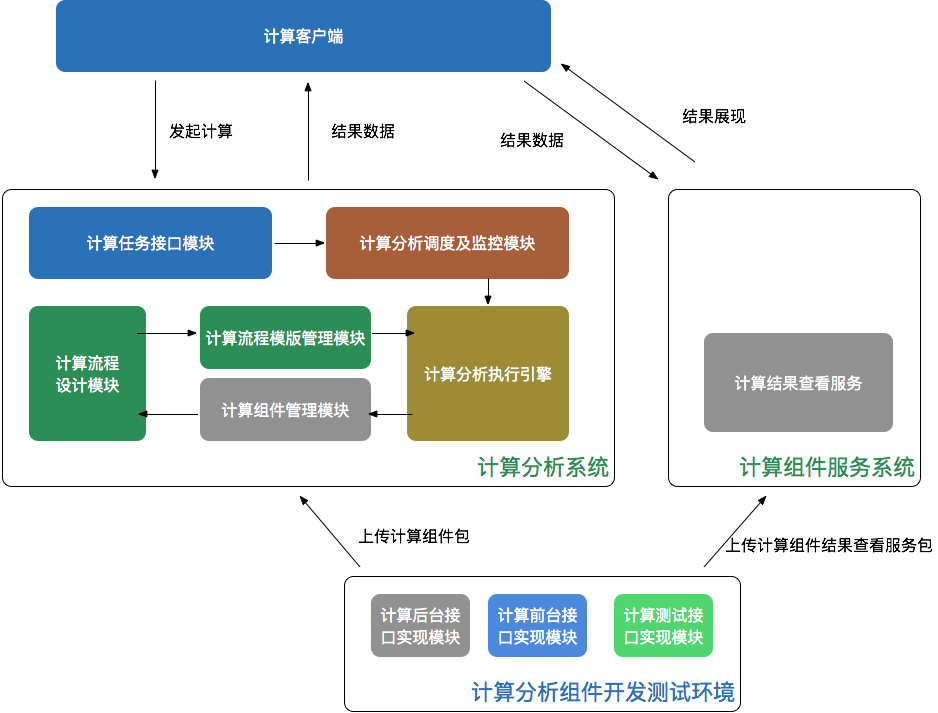 计算客户端
发起计算
结果数据
结果数据
结果展现
计算任务接口模块
计算分析调度及监控模块
计算流程
设计模块
计算流程模版管理模块
计算组件管理模块
计算分析执行引擎
计算分析系统
计算结果查看服务
计算组件服务系统
上传计算组件包
上传计算组件结果查看服务包
计算后台接
口实现模块
计算前台接
口实现模块
计算测试接
口实现模块
计算分析组件开发测试环境